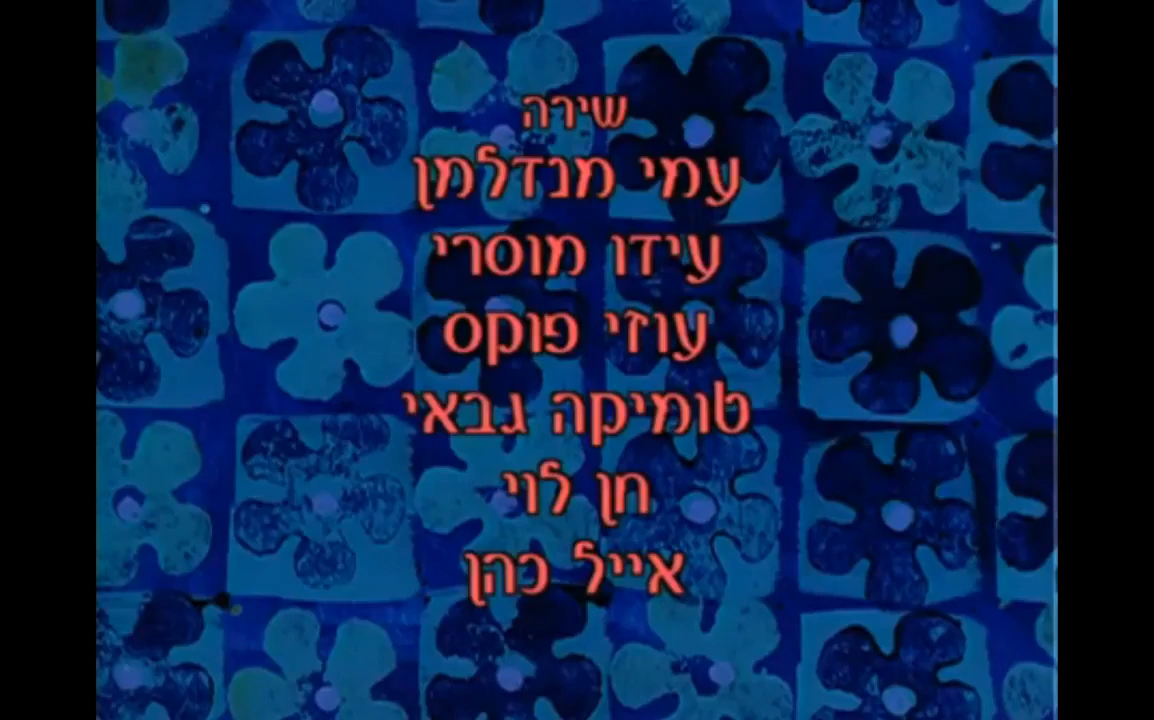 שירה
עמי מנדלמן
עידו מוסרי
עוזי פוקס
טומיקה גבאי
חן לוי
אייל כהן